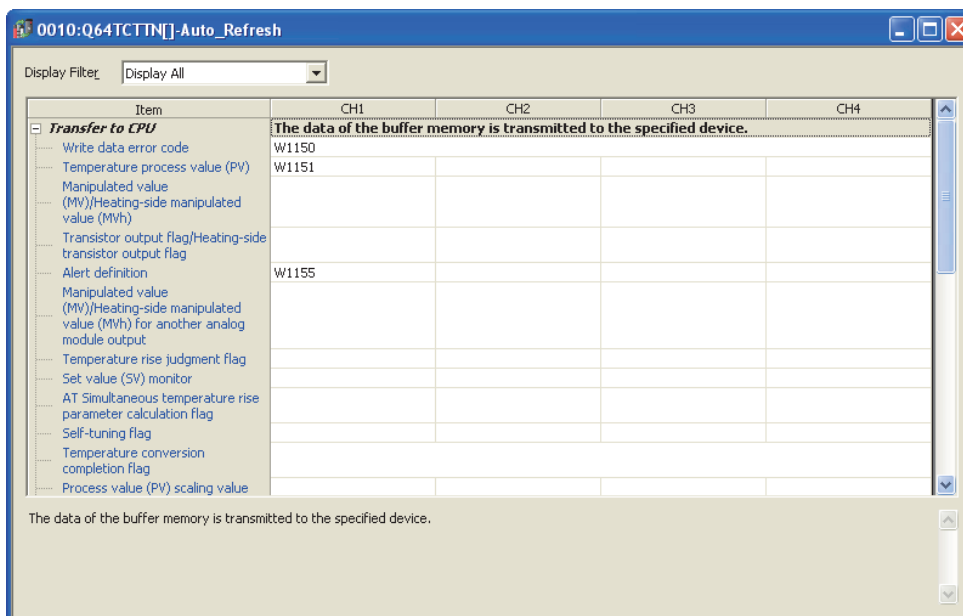 0010:Q64TCTTN[]-Auto_Refresh
Display Filter Display All
Item CH1 CH2 CH3 CH4
Transfer to CPU The data of the buffer memory is transmitted to the specified device.
Write data error code W1150
Temperature process value (PV) W1151
Manipulated value
(MV)/Heating-side manipulated
value (MVh)
Transistor output flag/Heating-side
transistor output flag
Alert definition W1155
Manipulated value
(MV)/Heating-side manipulated
value (MVh) for another analog
module output
Temperature rise judgment flag
Set value (SV) monitor
AT Simultaneous temperature rise
parameter calculation flag
Self-tuning flag
Temperature conversion
completion flag
Process value (PV) scaling value
The data of the buffer memory is transmitted to the specified device.